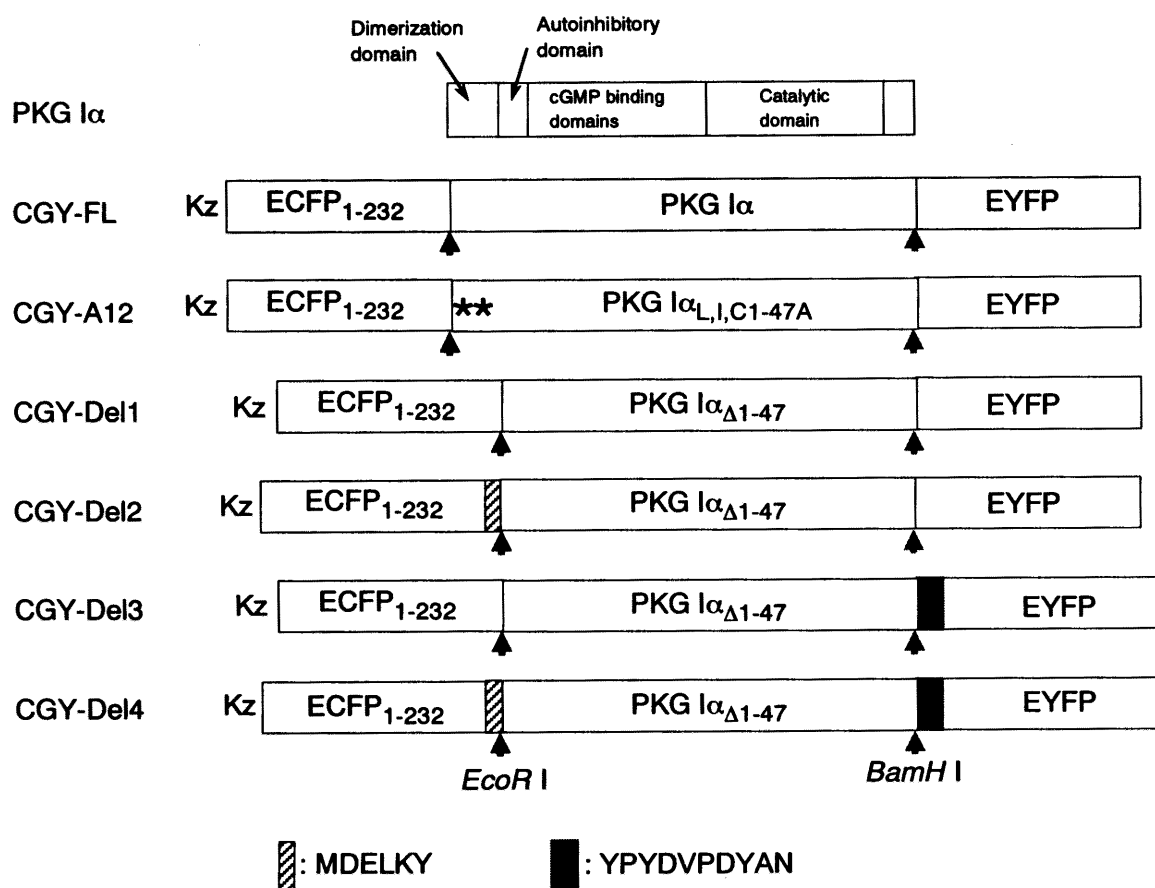 Dimerization domain
Autoinhibitory domain
PKG Iα
cGMP binding domains
Catalytic domain
CGY-FL Kz ECFP1-232 PKG Iα EYFP
CGY-A12 Kz ECFP1-232 ** PKG IαL,I,C1-47A EYFP
CGY-Del1 Kz ECFP1-232 PKG IαΔ1-47 EYFP
CGY-Del2 Kz ECFP1-232 PKG IαΔ1-47 EYFP
CGY-Del3 Kz ECFP1-232 PKG IαΔ1-47 EYFP
CGY-Del4 Kz ECFP1-232 PKG IαΔ1-47 EYFP
EcoR I BamH I
: MDELKY : YPYDVPDYAN